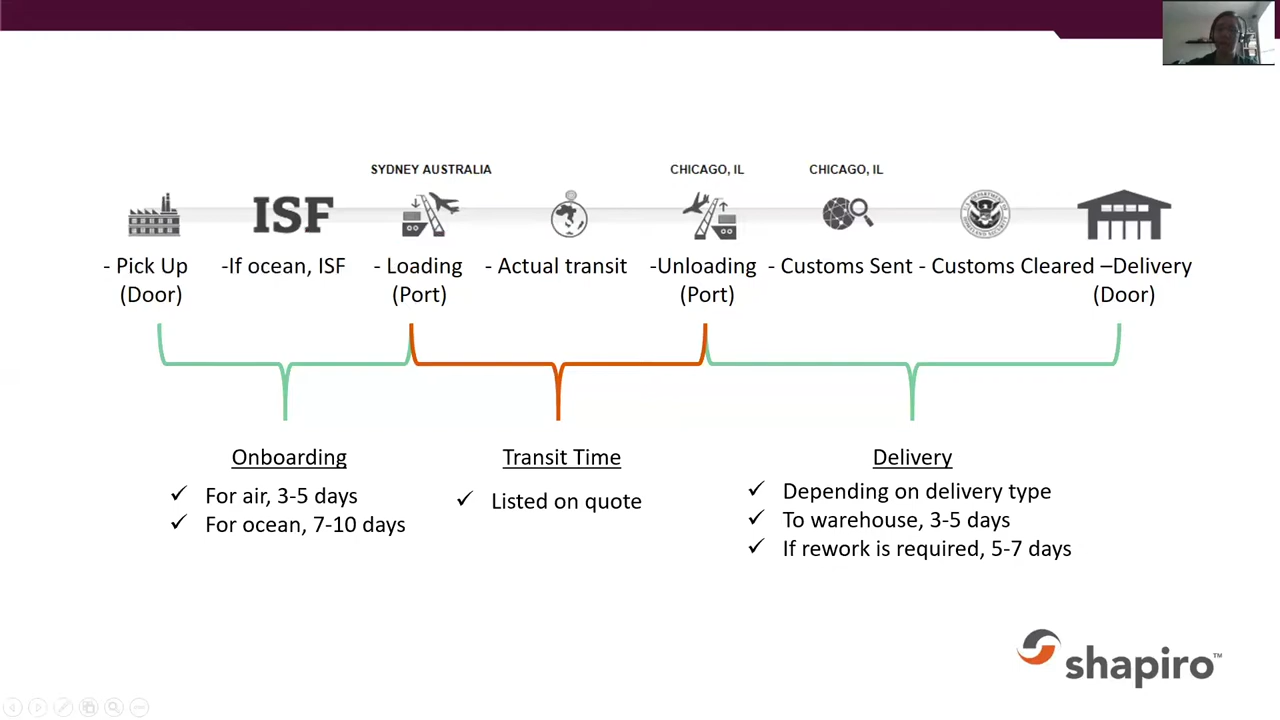 SYDNEY AUSTRALIA
CHICAGO, IL
CHICAGO, IL
ISF
- Pick Up
(Door)
-If ocean, ISF
- Loading
(Port)
- Actual transit
-Unloading
(Port)
- Customs Sent
- Customs Cleared
–Delivery
(Door)
Onboarding
✓ For air, 3-5 days
✓ For ocean, 7-10 days
Transit Time
✓ Listed on quote
Delivery
✓ Depending on delivery type
✓ To warehouse, 3-5 days
✓ If rework is required, 5-7 days
shapiro™